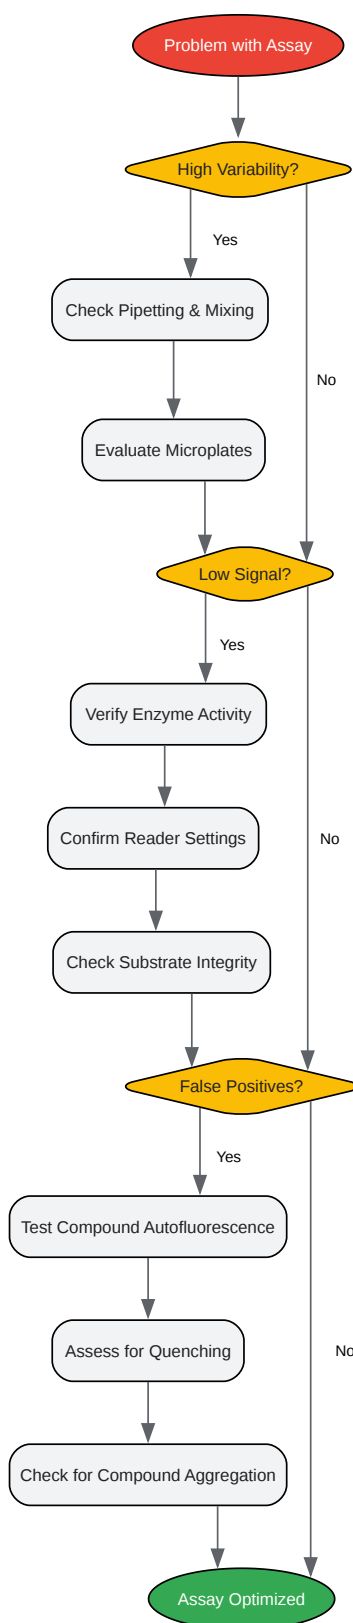 Problem with Assay
High Variability?
Yes
Check Pipetting & Mixing
No
Evaluate Microplates
Low Signal?
Yes
Verify Enzyme Activity
Confirm Reader Settings
No
Check Substrate Integrity
False Positives?
Yes
Test Compound Autofluorescence
Assess for Quenching
No
Check for Compound Aggregation
Assay Optimized